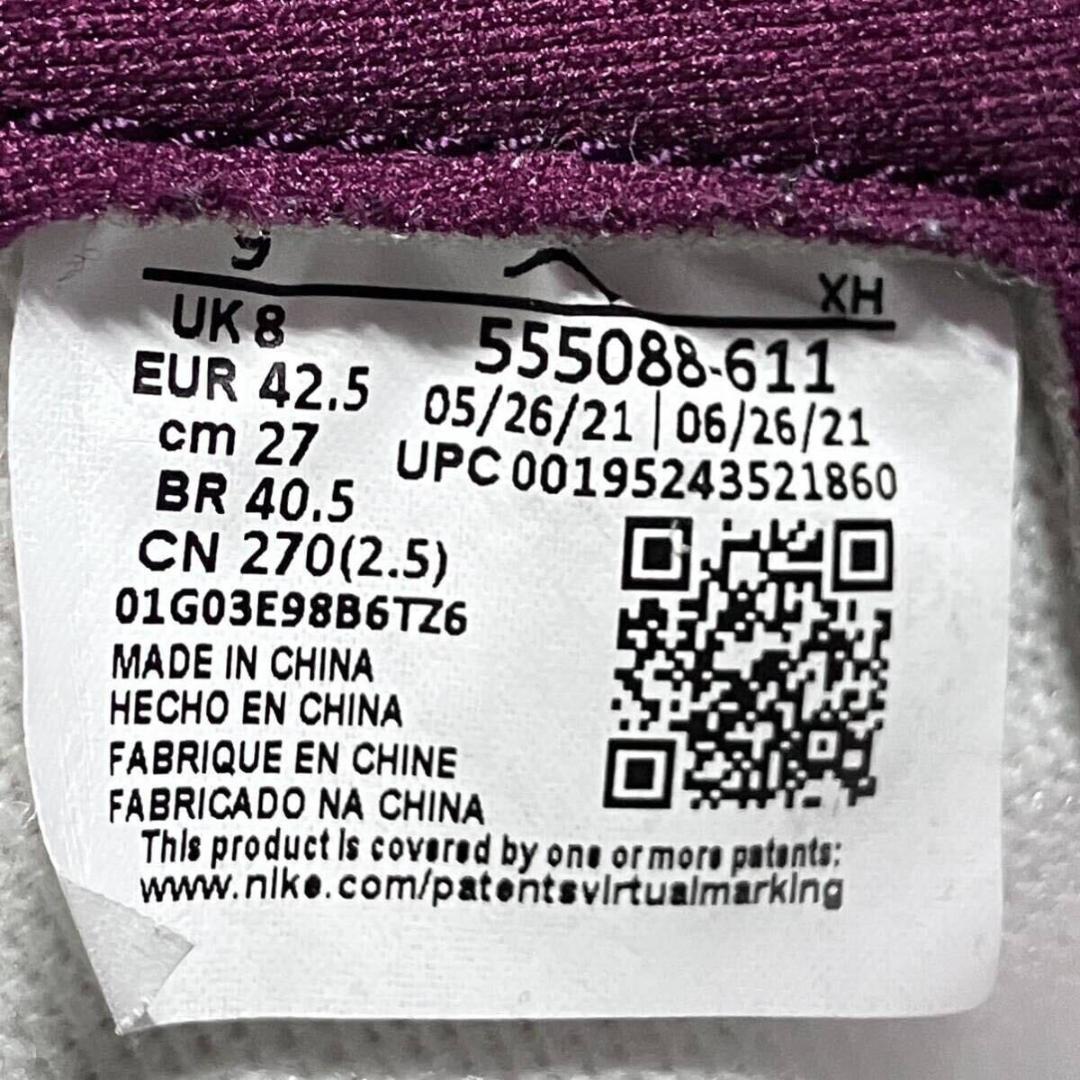 9 XH
UK 8
555088-611
EUR 42.5
05/26/21 | 06/26/21
cm 27
UPC 00195243521860
BR 40.5
CN 270(2.5)
01G03E98B6TZ6
MADE IN CHINA
HECHO EN CHINA
FABRIQUE EN CHINE
FABRICADO NA CHINA
This product is covered by one or more patents:
www.nike.com/patentsvirtualmarking